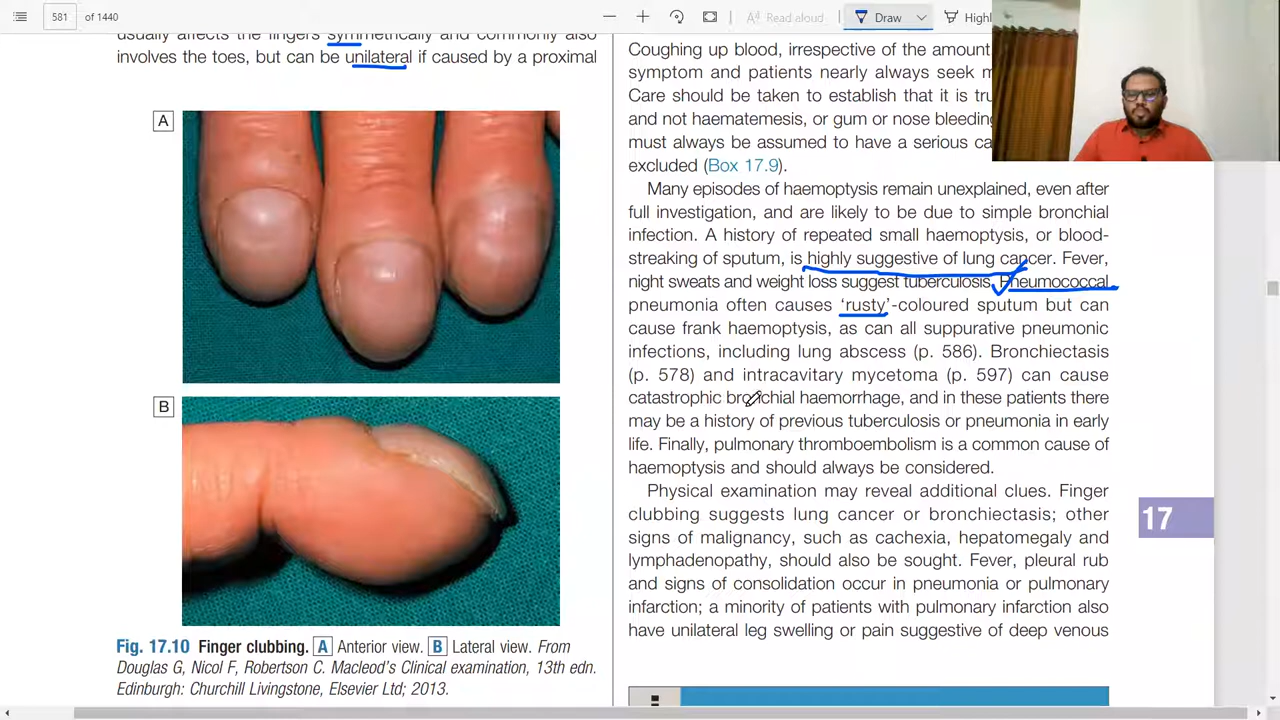 581 of 1440
Read aloud
Draw
usually affects the fingers symmetrically and commonly also
involves the toes, but can be unilateral if caused by a proximal
A
B
Fig. 17.10 Finger clubbing. A Anterior view. B Lateral view. From
Douglas G, Nicol F, Robertson C. Macleod's Clinical examination, 13th edn.
Edinburgh: Churchill Livingstone, Elsevier Ltd; 2013.
Coughing up blood, irrespective of the amount
symptom and patients nearly always seek
Care should be taken to establish that it is
and not haematemesis, or gum or nose bleeding
must always be assumed to have a serious
excluded (Box 17.9).
Many episodes of haemoptysis remain unexplained, even after
full investigation, and are likely to be due to simple bronchial
infection. A history of repeated small haemoptysis, or blood-
streaking of sputum, is highly suggestive of lung cancer. Fever,
night sweats and weight loss suggest tuberculosis. Pneumococcal
pneumonia often causes ‘rusty’-coloured sputum but can
cause frank haemoptysis, as can all suppurative pneumonic
infections, including lung abscess (p. 586). Bronchiectasis
(p. 578) and intracavitary mycetoma (p. 597) can cause
catastrophic bronchial haemorrhage, and in these patients there
may be a history of previous tuberculosis or pneumonia in early
life. Finally, pulmonary thromboembolism is a common cause of
haemoptysis and should always be considered.
Physical examination may reveal additional clues. Finger
clubbing suggests lung cancer or bronchiectasis; other
signs of malignancy, such as cachexia, hepatomegaly and
lymphadenopathy, should also be sought. Fever, pleural rub
and signs of consolidation occur in pneumonia or pulmonary
infarction; a minority of patients with pulmonary infarction also
have unilateral leg swelling or pain suggestive of deep venous
17